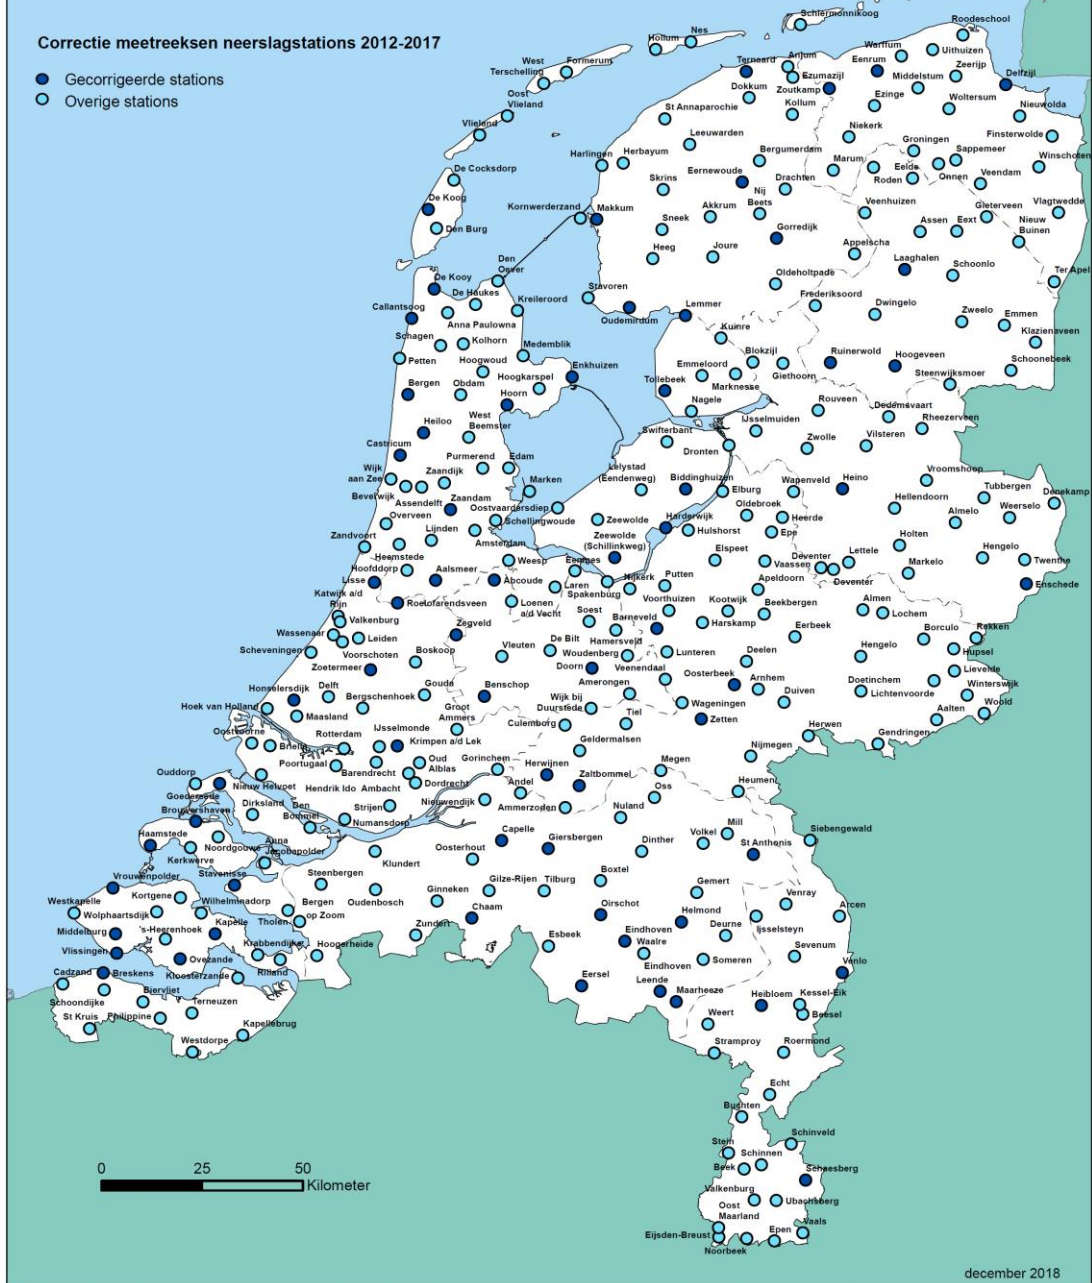 Correctie meetreeksen neerslagstations 2012-2017
Gecorrigeerde stations
Overige stations
Schiermonnikoog
Roodeschool
Hollum
Nes
Warffum
Uithuizen
West
Terschelling
Formerum
Ternaard
Anjum
Eenrum
Zeerijp
Ezumazijl
Middelstum
Delfzijl
Oost
Vlieland
Dokkum
Zoutkamp
Kollum
Ezinge
Woltersum
Nieuwolda
St Annaparochie
Vlieland
Niekerk
Finsterwolde
Leeuwarden
Groningen
Sappemeer
Harlingen
Herbayum
Bergumerdam
Marum
Eelde
Onnen
Winschoten
De Cocksdorp
Eernewoude
Roden
Veendam
Skrins
Nij
Beets
Drachten
De Koog
Kornwerderzand
Makkum
Akkrum
Veenhuizen
Gieterveen
Vlagtwedde
Den Burg
Sneek
Gorredijk
Assen
Eext
Nieuw
Buinen
Heeg
Joure
Appelscha
Den
Oever
Laaghalen
Schoonlo
Ter Apel
De Kooy
Oldeholtpade
De Haukes
Stavoren
Frederiksoord
Kreileroord
Callantsoog
Oudemirdum
Lemmer
Dwingelo
Zweelo
Emmen
Anna Paulowna
Schagen
Kolhorn
Kuinre
Klazienaveen
Petten
Medemblik
Hoogwoud
Emmeloord
Blokzijl
Ruinerwold
Hoogeveen
Schoonebeek
Enkhuizen
Hoogkarspel
Giethoorn
Steenwijksmoer
Bergen
Obdam
Tollebeek
Marknesse
Hoorn
Nagele
Rouveen
Dedemsvaart
Heiloo
West
Beemster
IJsselmuiden
Rheezerveen
Swifterbant
Castricum
Dronten
Zwolle
Vilsteren
Purmerend
Edam
Wijk
aan Zee
Zaandijk
Lelystad
(Eendenweg)
Biddinghuizen
Wapenveld
Heino
Vroomshoop
Marken
Tubbergen
Denekamp
Beverwijk
Assendelft
Zaandam
Elburg
Hellendoorn
Oostvaardersdiep
Oldebroek
Weerselo
Overveen
Schellingwoude
Zeewolde
Harderwijk
Heerde
Almelo
Lijnden
Zeewolde
(Schillinkweg)
Hulshorst
Epe
Zandvoort
Amsterdam
Holten
Heemstede
Weesp
Eemnes
Elspeet
Deventer
Lettele
Hengelo
Twenthe
Hoofddorp
Vaassen
Markelo
Lisse
Aalsmeer
Abcoude
Laren
Nijkerk
Putten
Apeldoorn
Deventer
Enschede
Katwijk a/d
Rijn
Spakenburg
Roelofarendsveen
Loenen
a/d Vecht
Soest
Voorthuizen
Kootwijk
Almen
Valkenburg
Barneveld
Beekbergen
Lochem
Zegveld
Harskamp
Wassenaar
Leiden
Vleuten
De Bilt
Hamersveld
Eerbeek
Borculo
Rekken
Scheveningen
Voorschoten
Boskoop
Woudenberg
Lunteren
Deelen
Hengelo
Hupsel
Zoetermeer
Doorn
Veenendaal
Oosterbeek
Lievelde
Honselersdijk
Delft
Gouda
Benschop
Amerongen
Arnhem
Doetinchem
Winterswijk
Bergschenhoek
Wageningen
Duiven
Lichtenvoorde
Hoek van Holland
Maasland
Groot
Ammers
Wijk bij
Duurstede
Tiel
Zetten
Aalten
Woold
Oostvoorne
Rotterdam
IJsselmonde
Culemborg
Herwen
Gendringen
Brielle
Krimpen a/d Lek
Geldermalsen
Nijmegen
Poortugaal
Barendrecht
Oud
Alblas
Gorinchem
Megen
Ouddorp
Nieuw Helvoet
Hendrik Ido
Ambacht
Dordrecht
Andel
Herwijnen
Zaltbommel
Oss
Heumen
Goedereede
Dirksland
Den
Bommel
Strijen
Nieuwendijk
Ammerzoden
Nuland
Brouwershaven
Numansdorp
Mill
Haamstede
Anna
Jacobapolder
Capelle
Giersbergen
Dinther
Volkel
Siebengewald
Noordgouwe
St Anthonis
Kerkwerve
Klundert
Oosterhout
Vrouwenpolder
Stavenisse
Steenbergen
Gilze-Rijen
Tilburg
Boxtel
Gemert
Westkapelle
Kortgene
Wilhelminadorp
Bergen
op Zoom
Oudenbosch
Ginneken
Venray
Wolphaartsdijk
Tholen
Chaam
Oirschot
Helmond
Arcen
Middelburg
's-Heerenhoek
Kapelle
Zundert
Eindhoven
Deurne
Ijsselsteyn
Vlissingen
Krabbendijke
Hoogerheide
Esbeek
Waalre
Sevenum
Ovezande
Eindhoven
Someren
Cadzand
Breskens
Kloosterzande
Rilland
Venlo
Schoondijke
Biervliet
Eersel
Leende
Maarheeze
Heibloem
Kessel-Eik
St Kruis
Philippine
Terneuzen
Weert
Beesel
Kapellebrug
Westdorpe
Stramproy
Roermond
Echt
Buchten
Schinveld
Stein
Schinnen
0
25
50
Kilometer
Beek
Schaesberg
Valkenburg
Ubachsberg
Oost
Maarland
Eijsden-Breust
Epen
Vaals
Noorbeek
december 2018